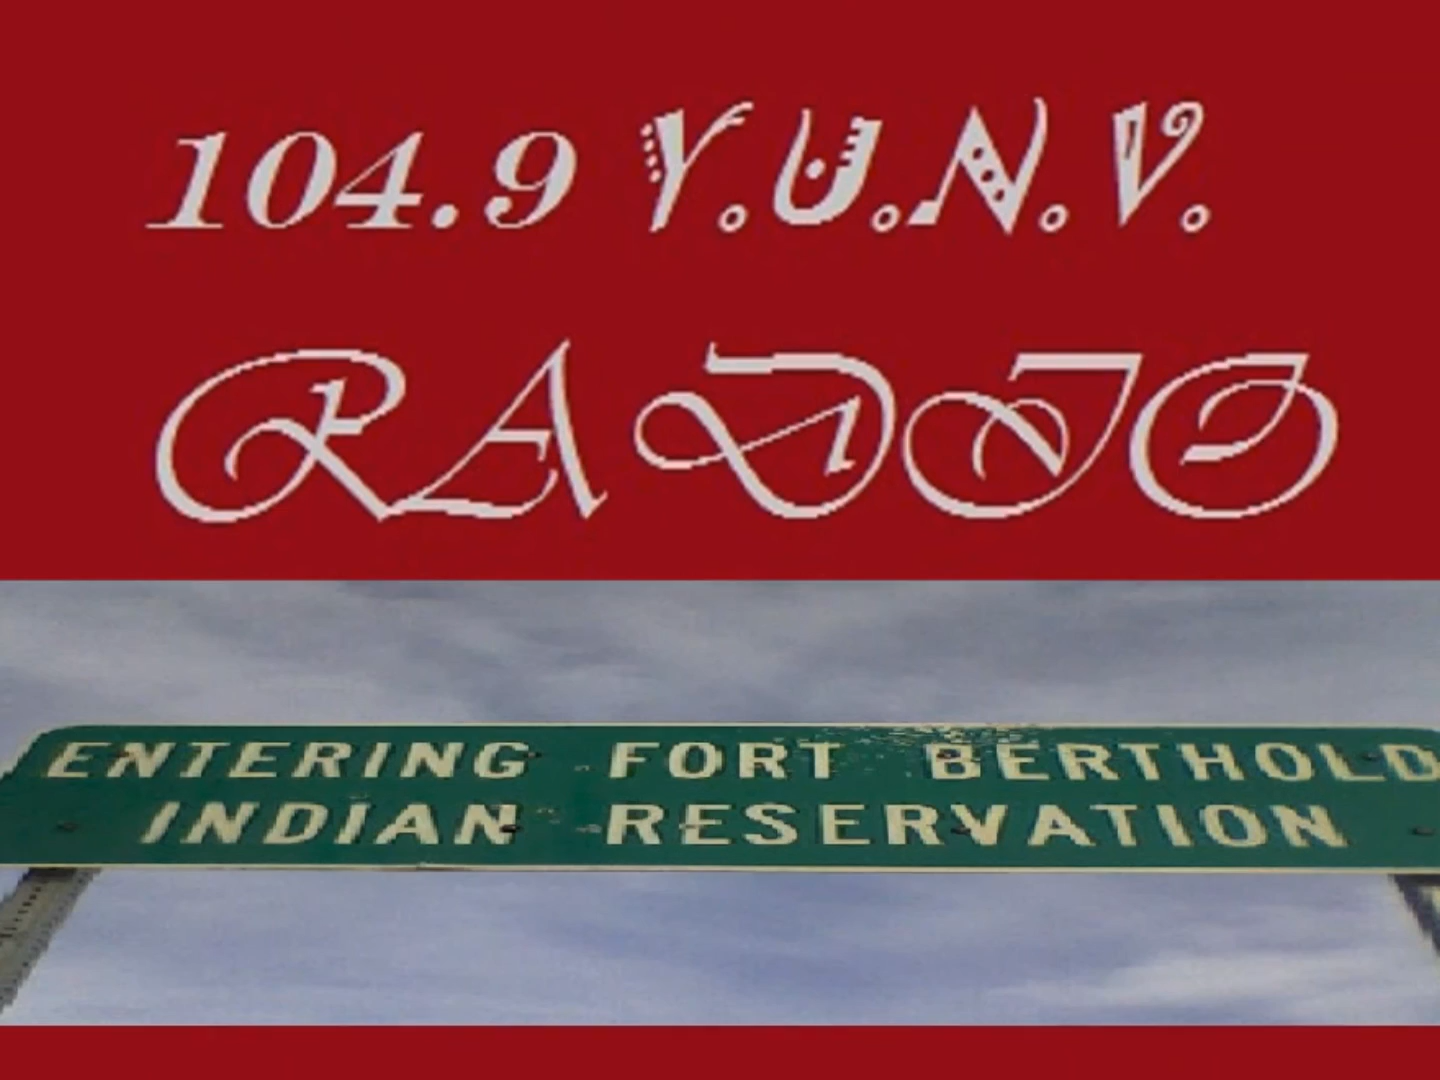 104.9 Y.U.N.V.
RADIO
ENTERING FORT BERTHOLD
INDIAN RESERVATION